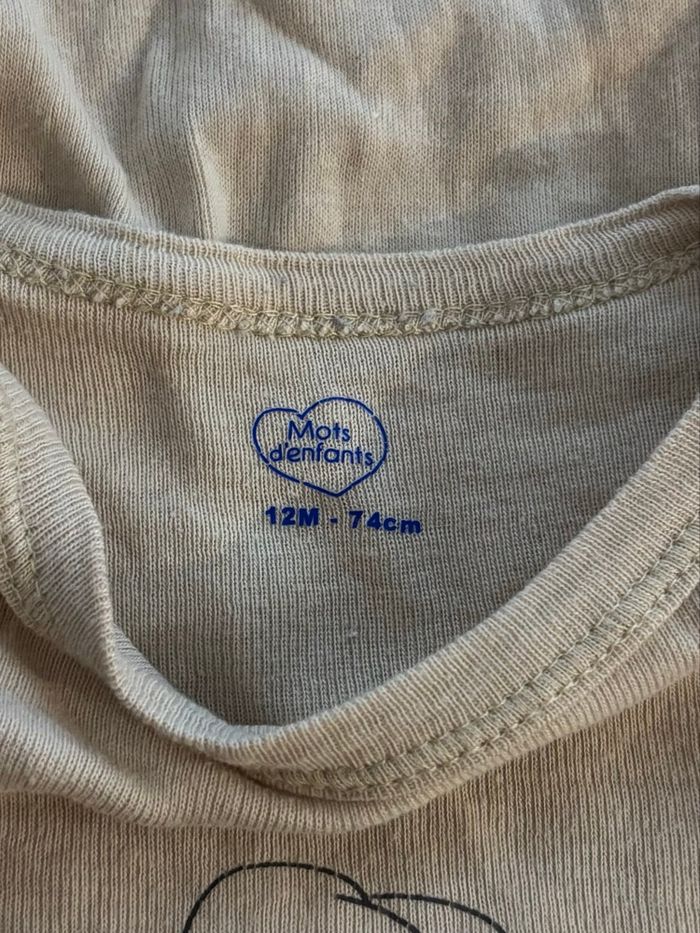 Mots
d'enfants
12M - 74cm